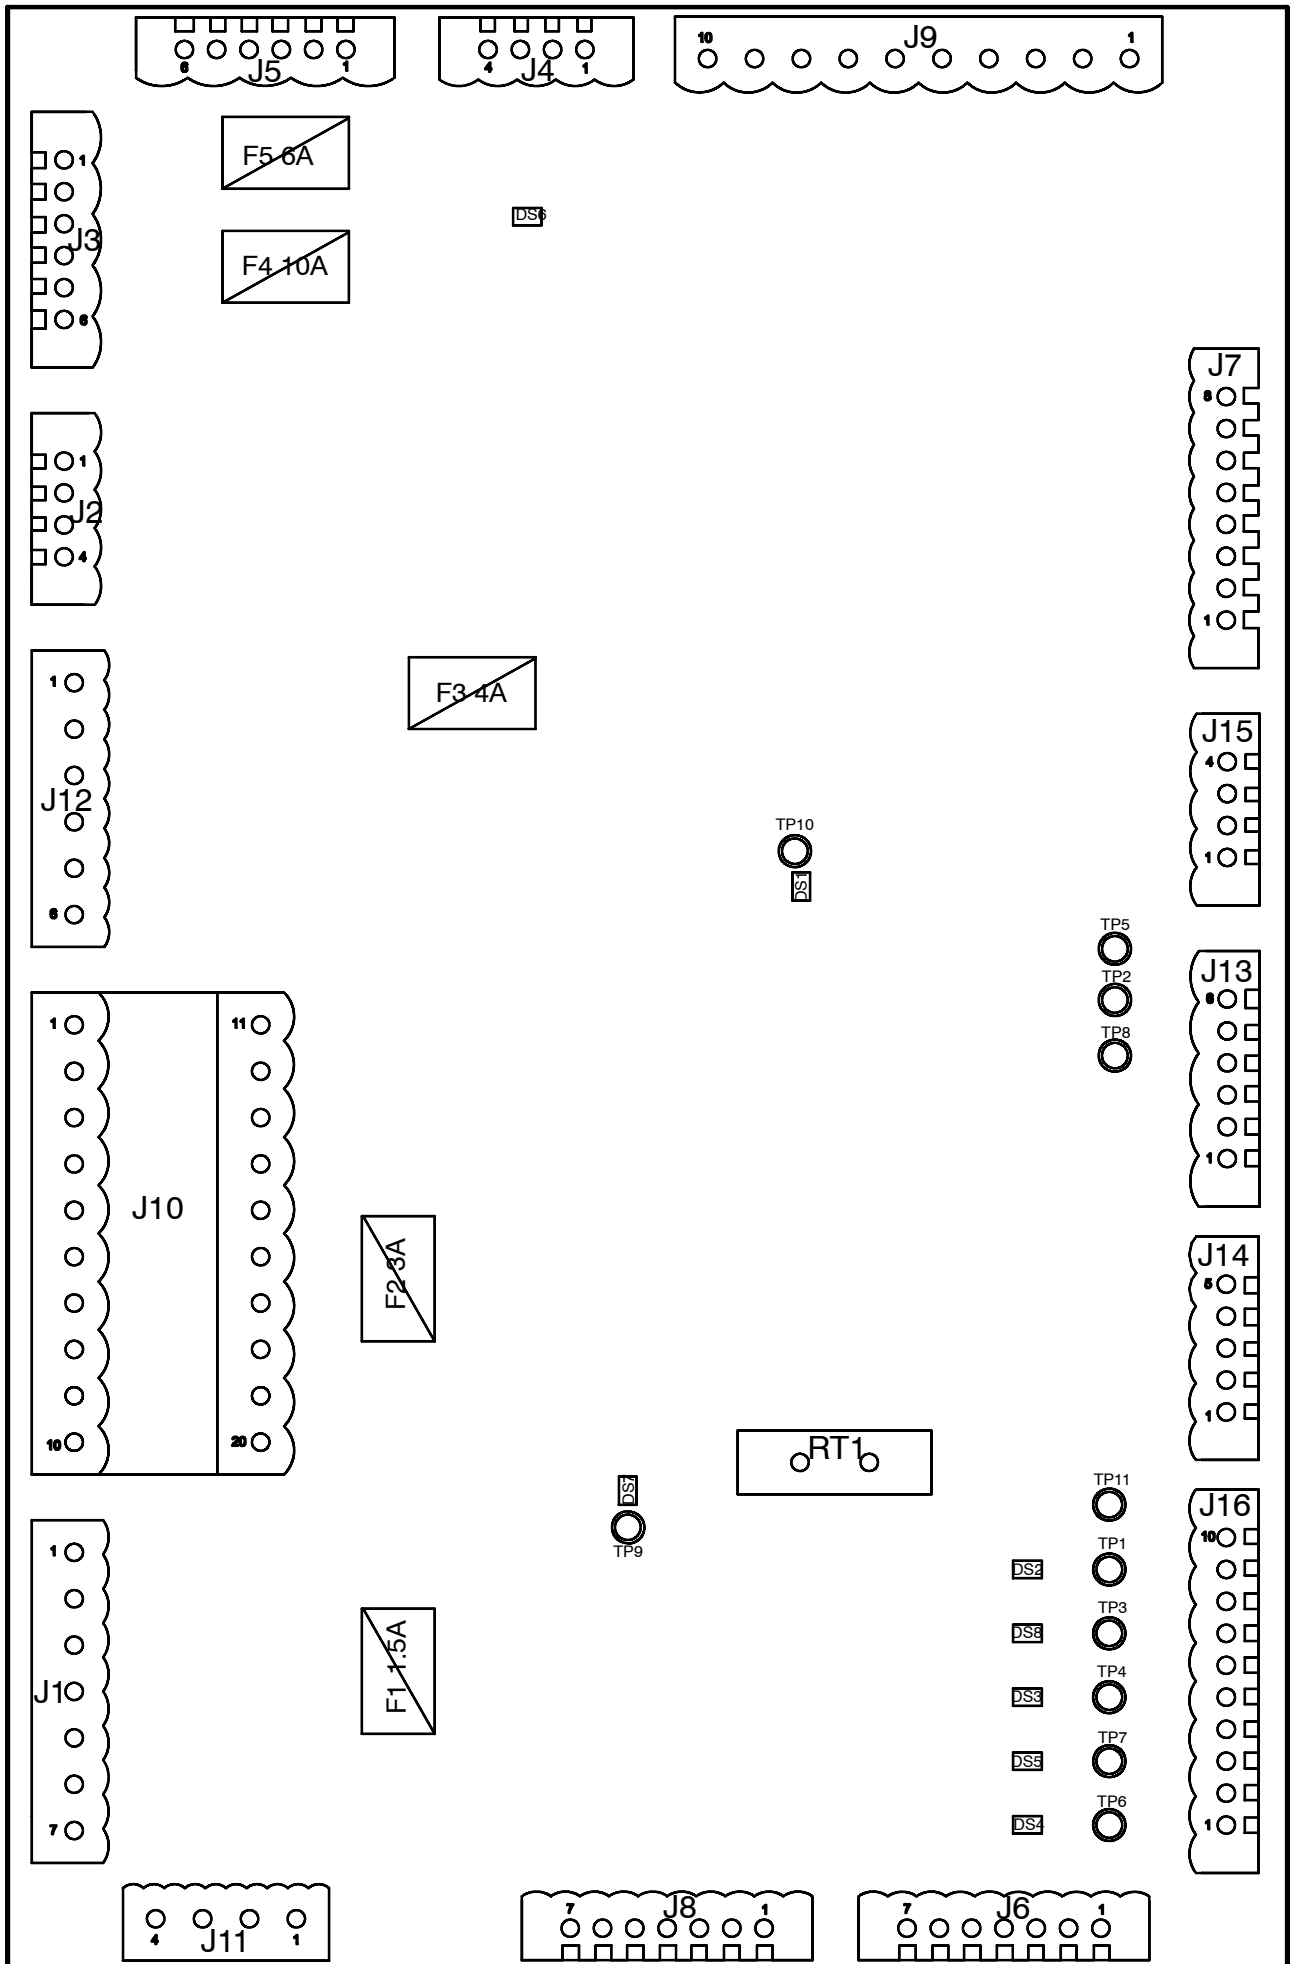 10 J9 1
6 J5 1
4 J4 1
F5 6A
1
J3
6
DS6
F4 10A
J7
8
1
1
J2
4
1
J12
6
F3 4A
J15
4
1
TP10
DS1
TP5
TP2
TP8
J13
6
1
1
11
J10
10
20
F2 3A
J14
5
1
RT1
DS7
TP9
TP11
J16
10
1
TP1
DS2
TP3
DS8
TP4
DS3
TP7
DS5
TP6
DS4
1
J1
7
F1 1.5A
4 J11 1
7 J8 1
7 J6 1